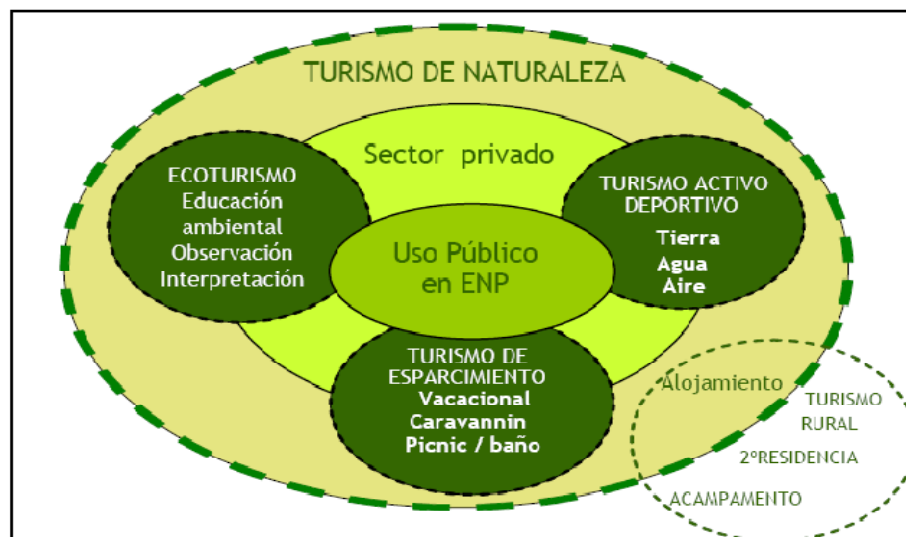 TURISMO DE NATURALEZA
Sector privado
ECOTURISMO
Educación
ambiental
Observación
Interpretación
Uso Público
en ENP
TURISMO ACTIVO
DEPORTIVO
Tierra
Agua
Aire
TURISMO DE
ESPARCIMIENTO
Vacacional
Caravannin
Picnic / baño
Alojamiento
TURISMO
RURAL
2ºRESIDENCIA
ACAMPAMENTO